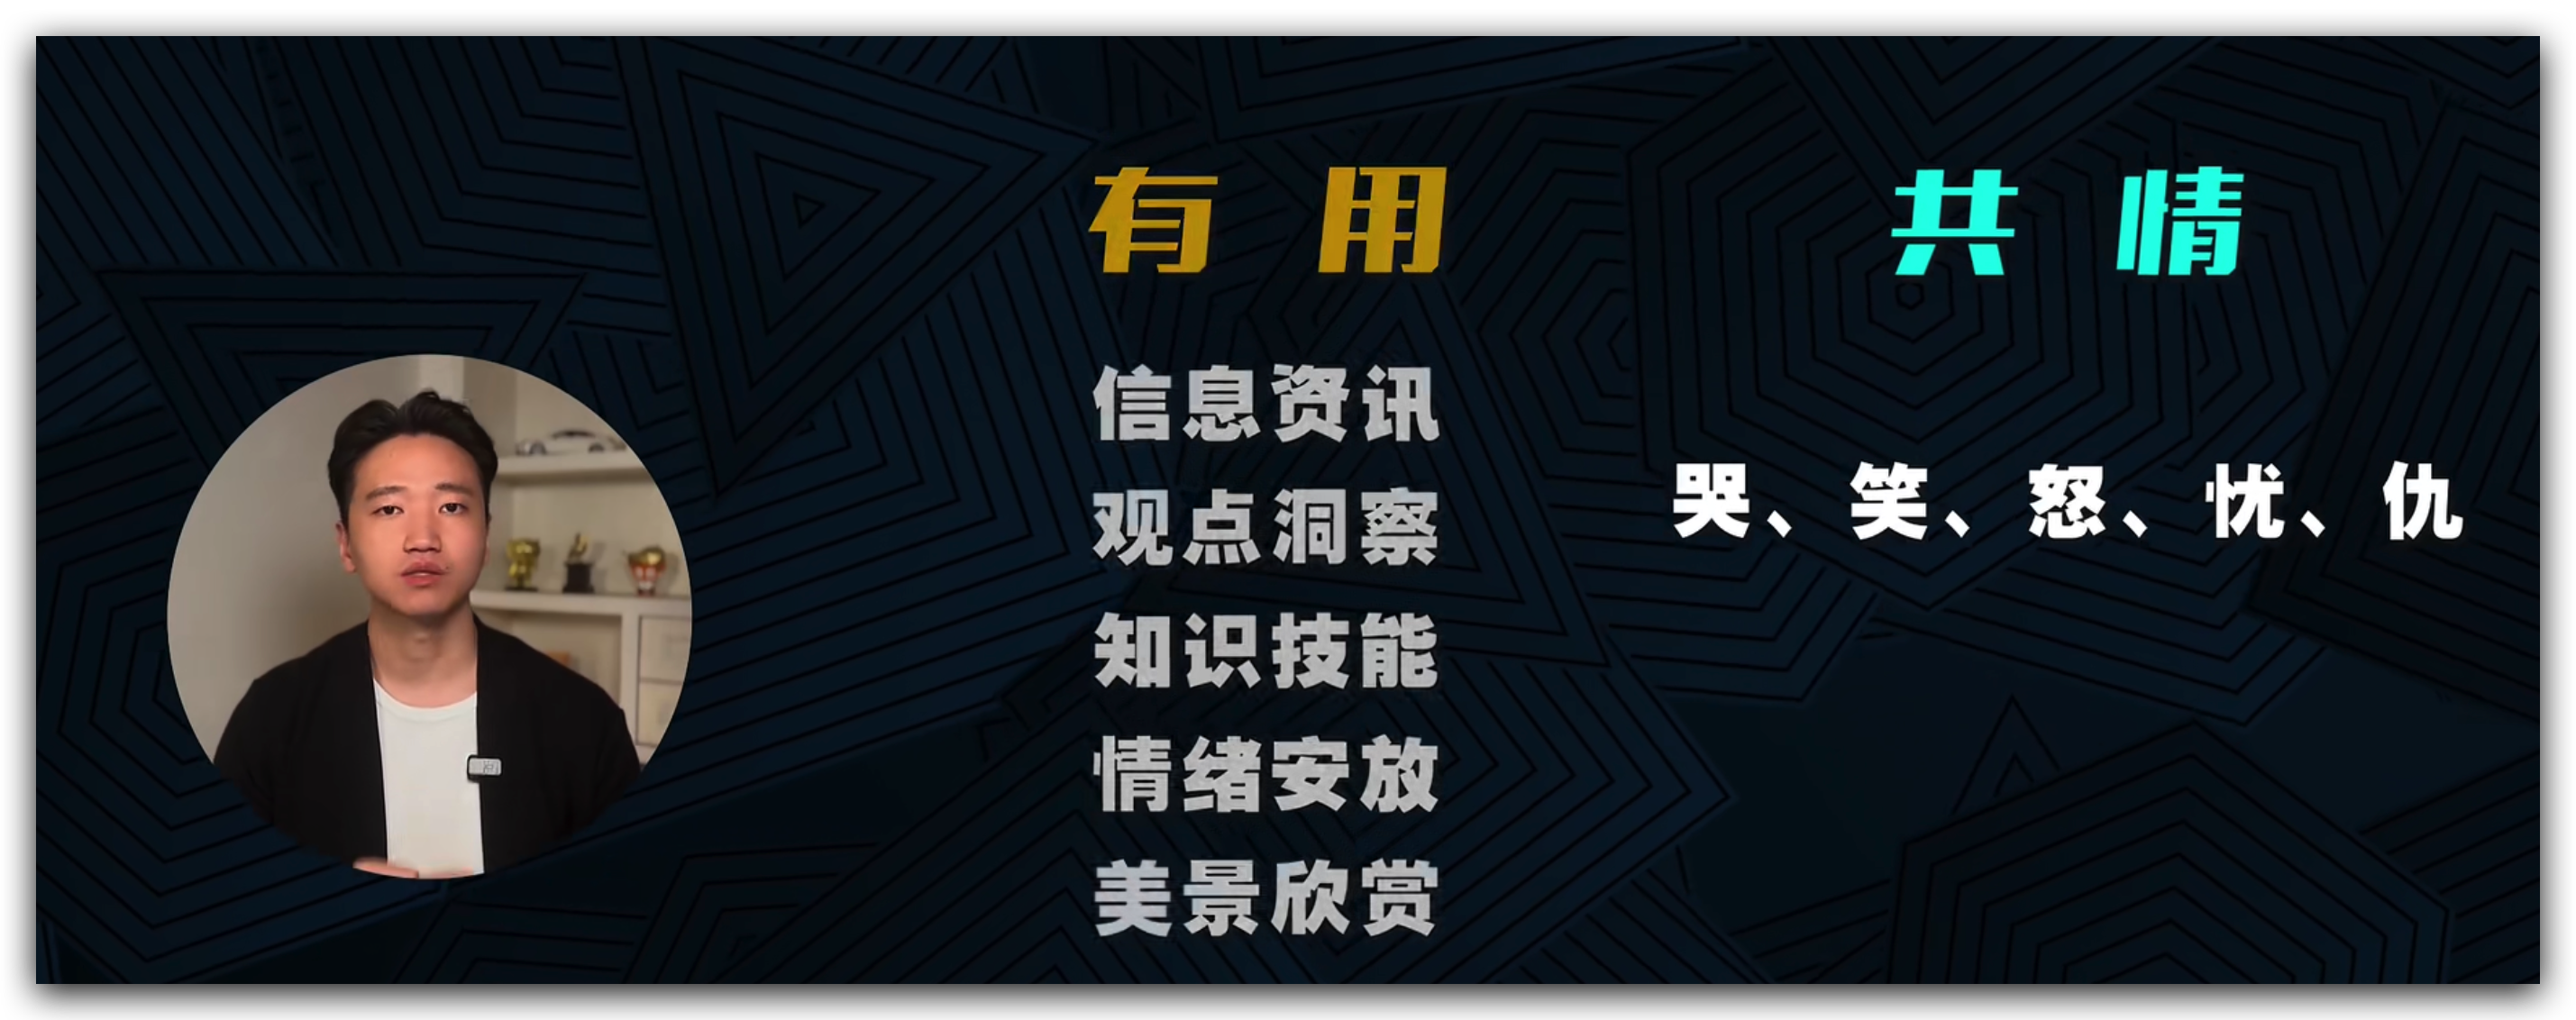 有用
共情
信息资讯
观点洞察
知识技能
情绪安放
美景欣赏
哭、笑、怒、忧、仇